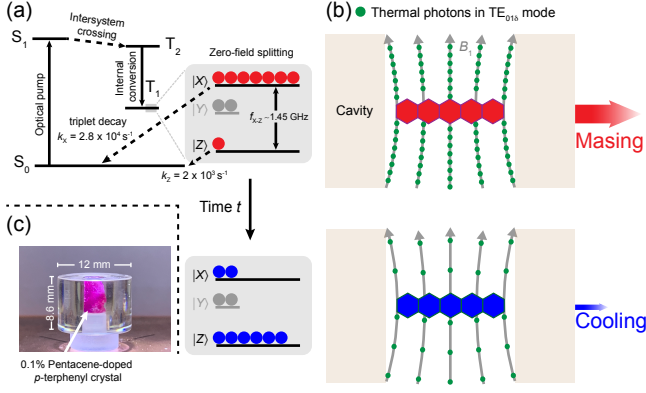 (a)
Intersystem
crossing
S1
T2
Internal
conversion
T1
Optical pump
triplet decay
kX = 2.8 x 10⁴ s⁻¹
S0
kZ = 2 x 10³ s⁻¹
Zero-field splitting
|X⟩
|Y⟩
fX-Z ~1.45 GHz
|Z⟩
Time t
|X⟩
|Y⟩
|Z⟩
(c)
12 mm
8.6 mm
0.1% Pentacene-doped
p-terphenyl crystal
(b)
Thermal photons in TE01δ mode
B1
Cavity
Masing
Cooling